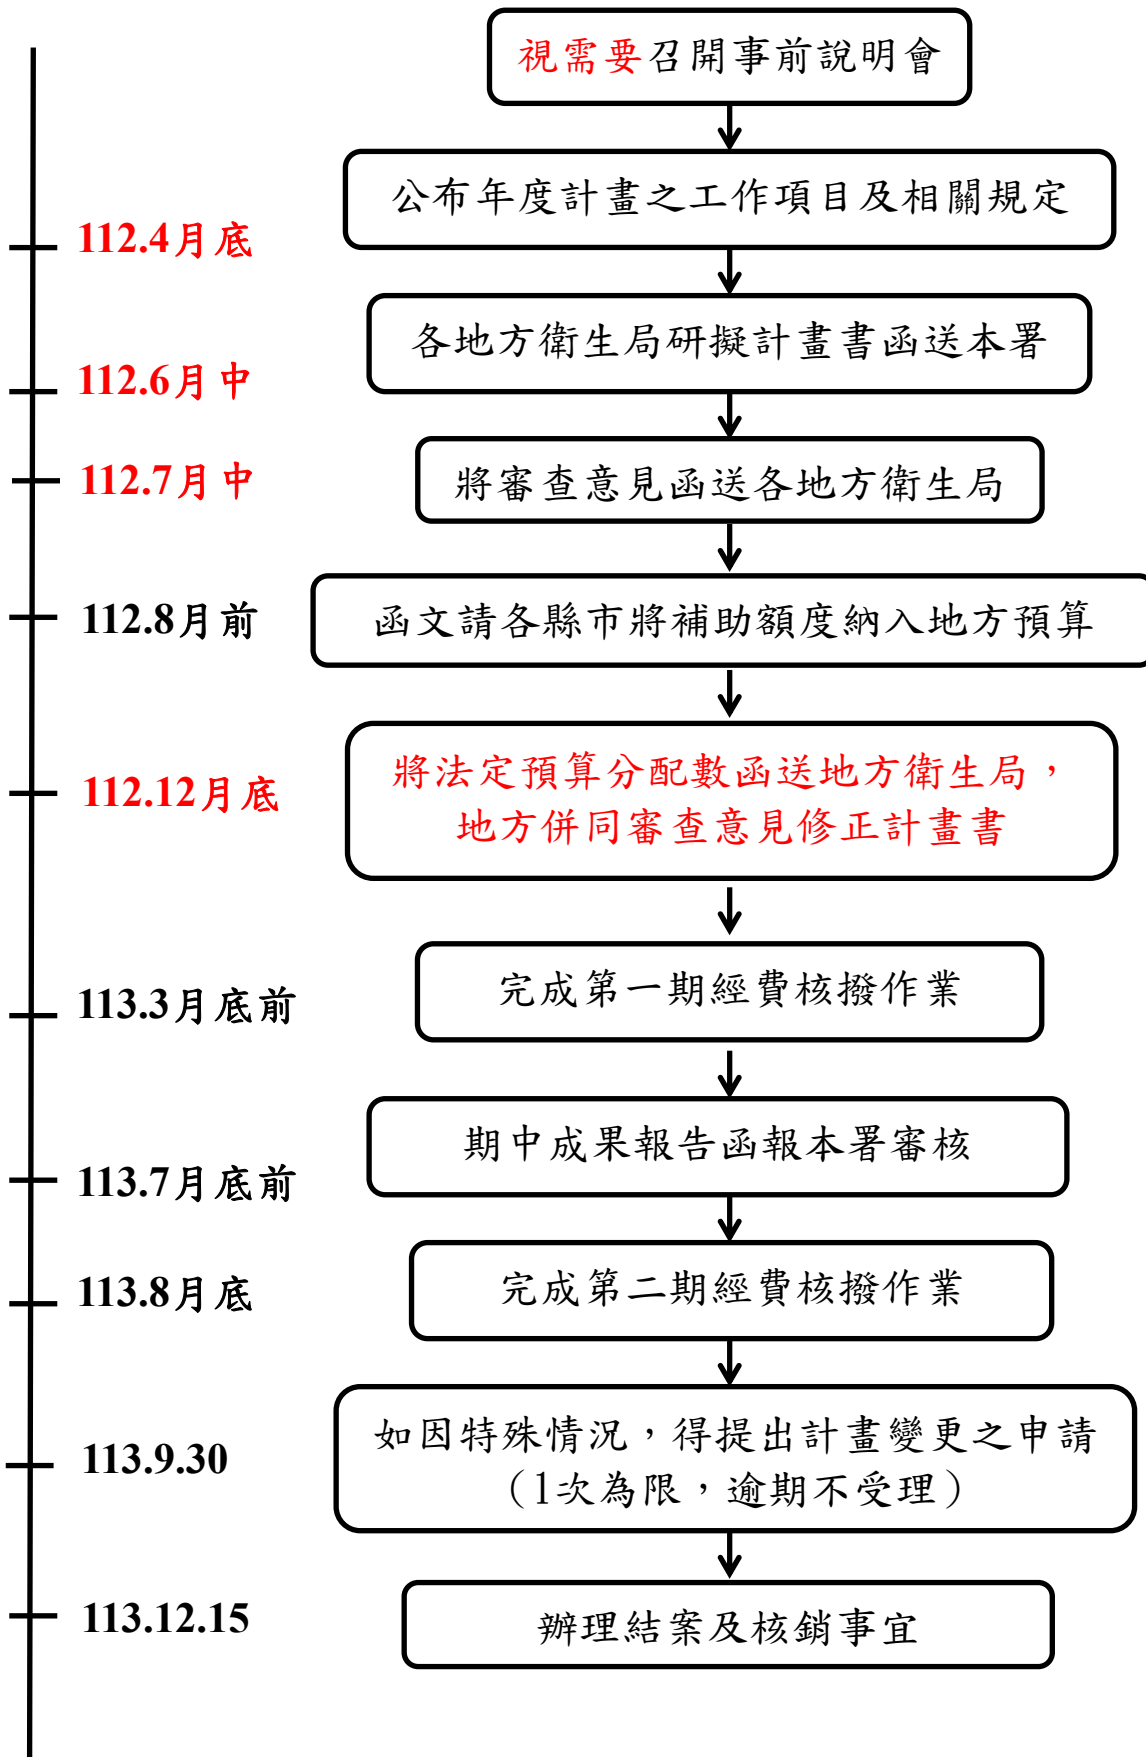 視需要召開事前說明會
公布年度計畫之工作項目及相關規定
112.4月底
各地方衛生局研擬計畫書函送本署
112.6月中
將審查意見函送各地方衛生局
112.7月中
函文請各縣市將補助額度納入地方預算
112.8月前
將法定預算分配數函送地方衛生局，
地方併同審查意見修正計畫書
112.12月底
完成第一期經費核撥作業
113.3月底前
期中成果報告函報本署審核
113.7月底前
完成第二期經費核撥作業
113.8月底
如因特殊情況，得提出計畫變更之申請
（1次為限，逾期不受理）
113.9.30
辦理結案及核銷事宜
113.12.15